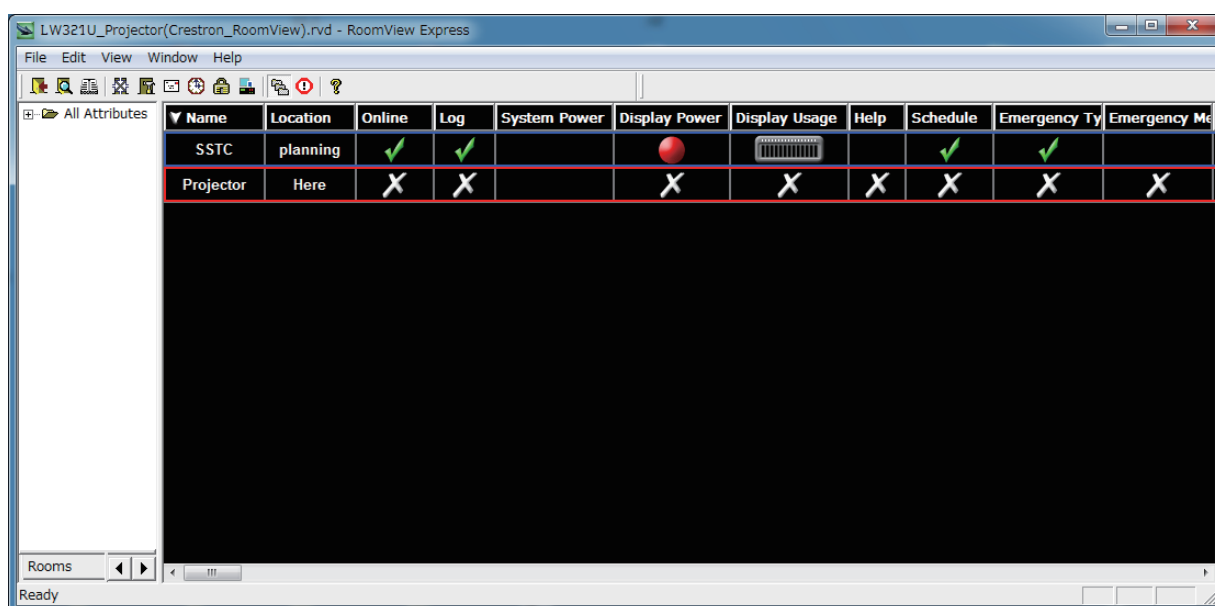 LW321U_Projector(Crestron_RoomView).rvd - RoomView Express
File Edit View Window Help
All Attributes
Name Location Online Log System Power Display Power Display Usage Help Schedule Emergency Ty Emergency Me
SSTC planning
Projector Here
Rooms
Ready